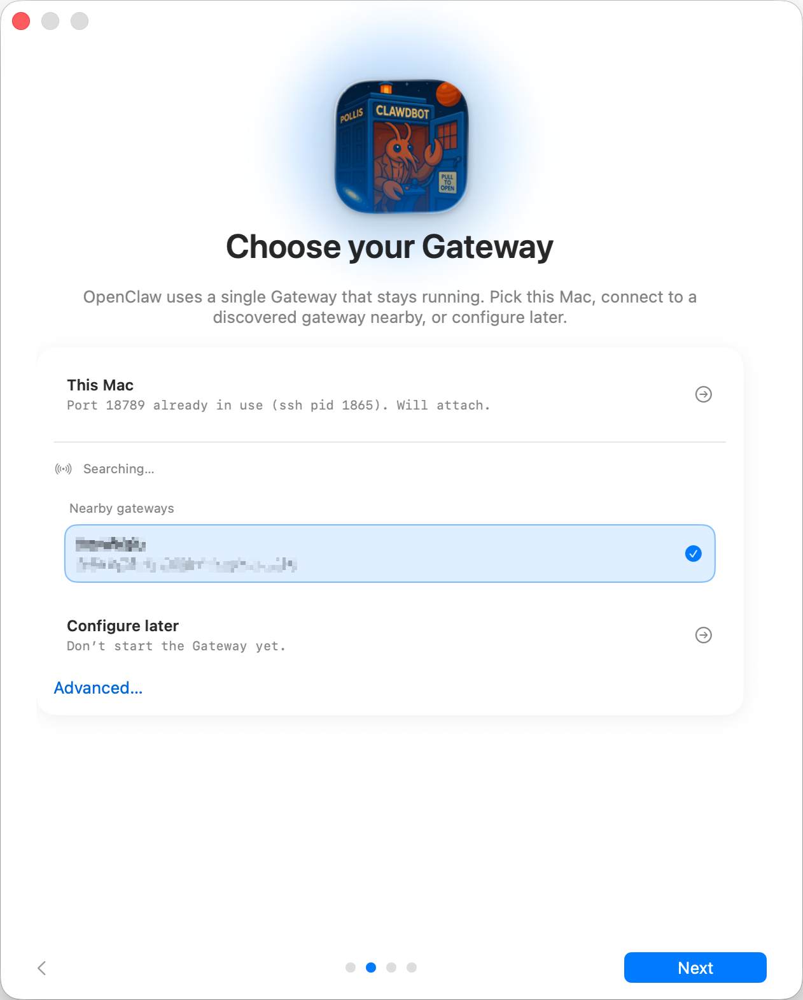 POLLIS
CLAWDBOT
PULL
TO
OPEN
Choose your Gateway
OpenClaw uses a single Gateway that stays running. Pick this Mac, connect to a
discovered gateway nearby, or configure later.
This Mac
Port 18789 already in use (ssh pid 1865). Will attach.
Searching…
Nearby gateways
Configure later
Don’t start the Gateway yet.
Advanced…
Next